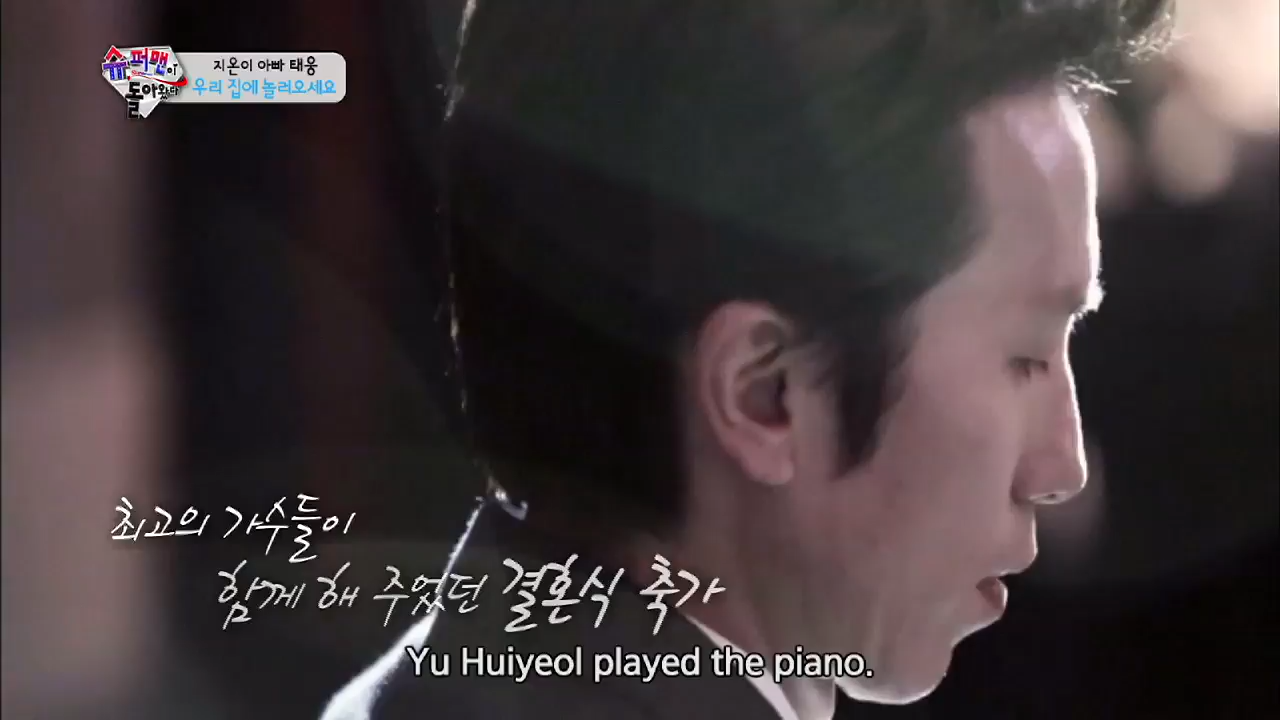 슈퍼맨이
돌아왔다
지온이 아빠 태웅
우리 집에 놀러오세요
최고의 가수들이
함께 해 주었던 결혼식 축가
Yu Huiyeol played the piano.